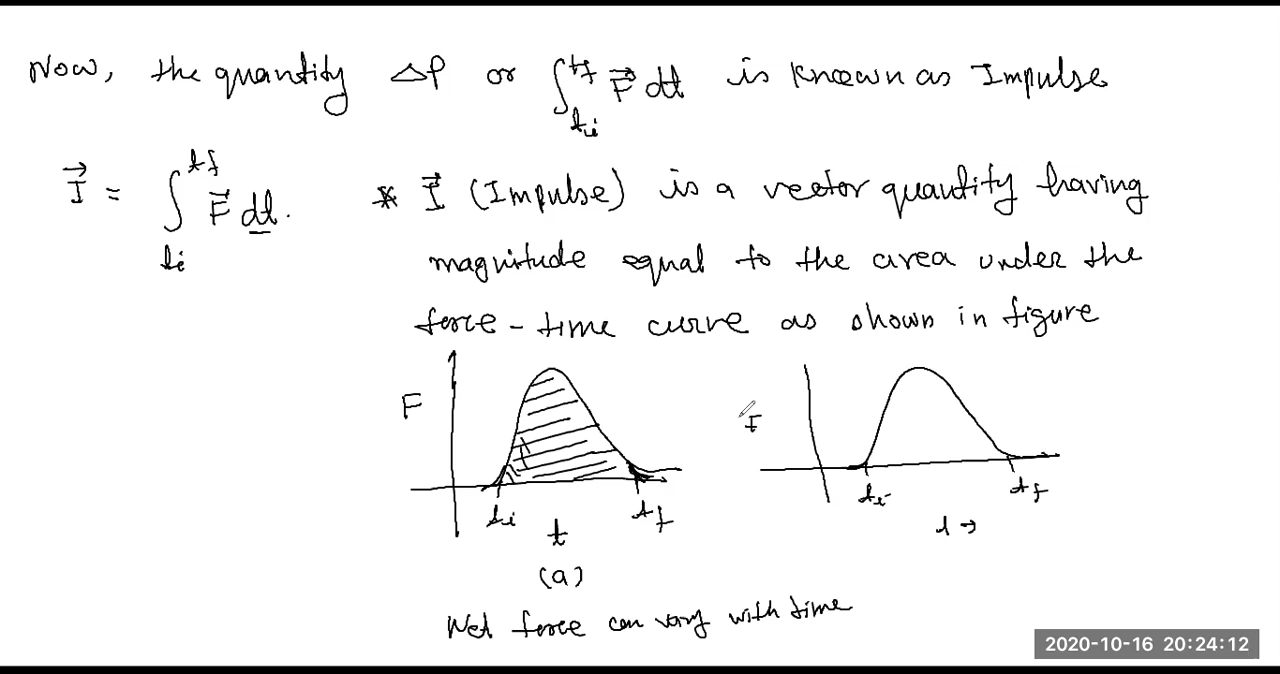 Now, the quantity Δp or ∫_{ti}^{tf} F⃗ dt is known as Impulse
I⃗ = ∫_{ti}^{tf} F⃗ dt.
* I⃗ (Impulse) is a vector quantity having
magnitude equal to the area under the
force-time curve as shown in figure
F
ti
tf
t
(a)
F
ti
tf
t →
Net force can vary with time
2020-10-16 20:24:12